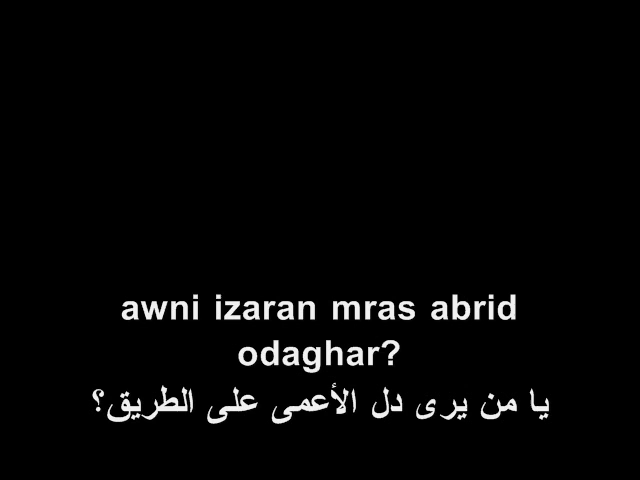 awni izaran mras abrid
odaghar?
يا من يرى دل الأعمى على الطريق؟